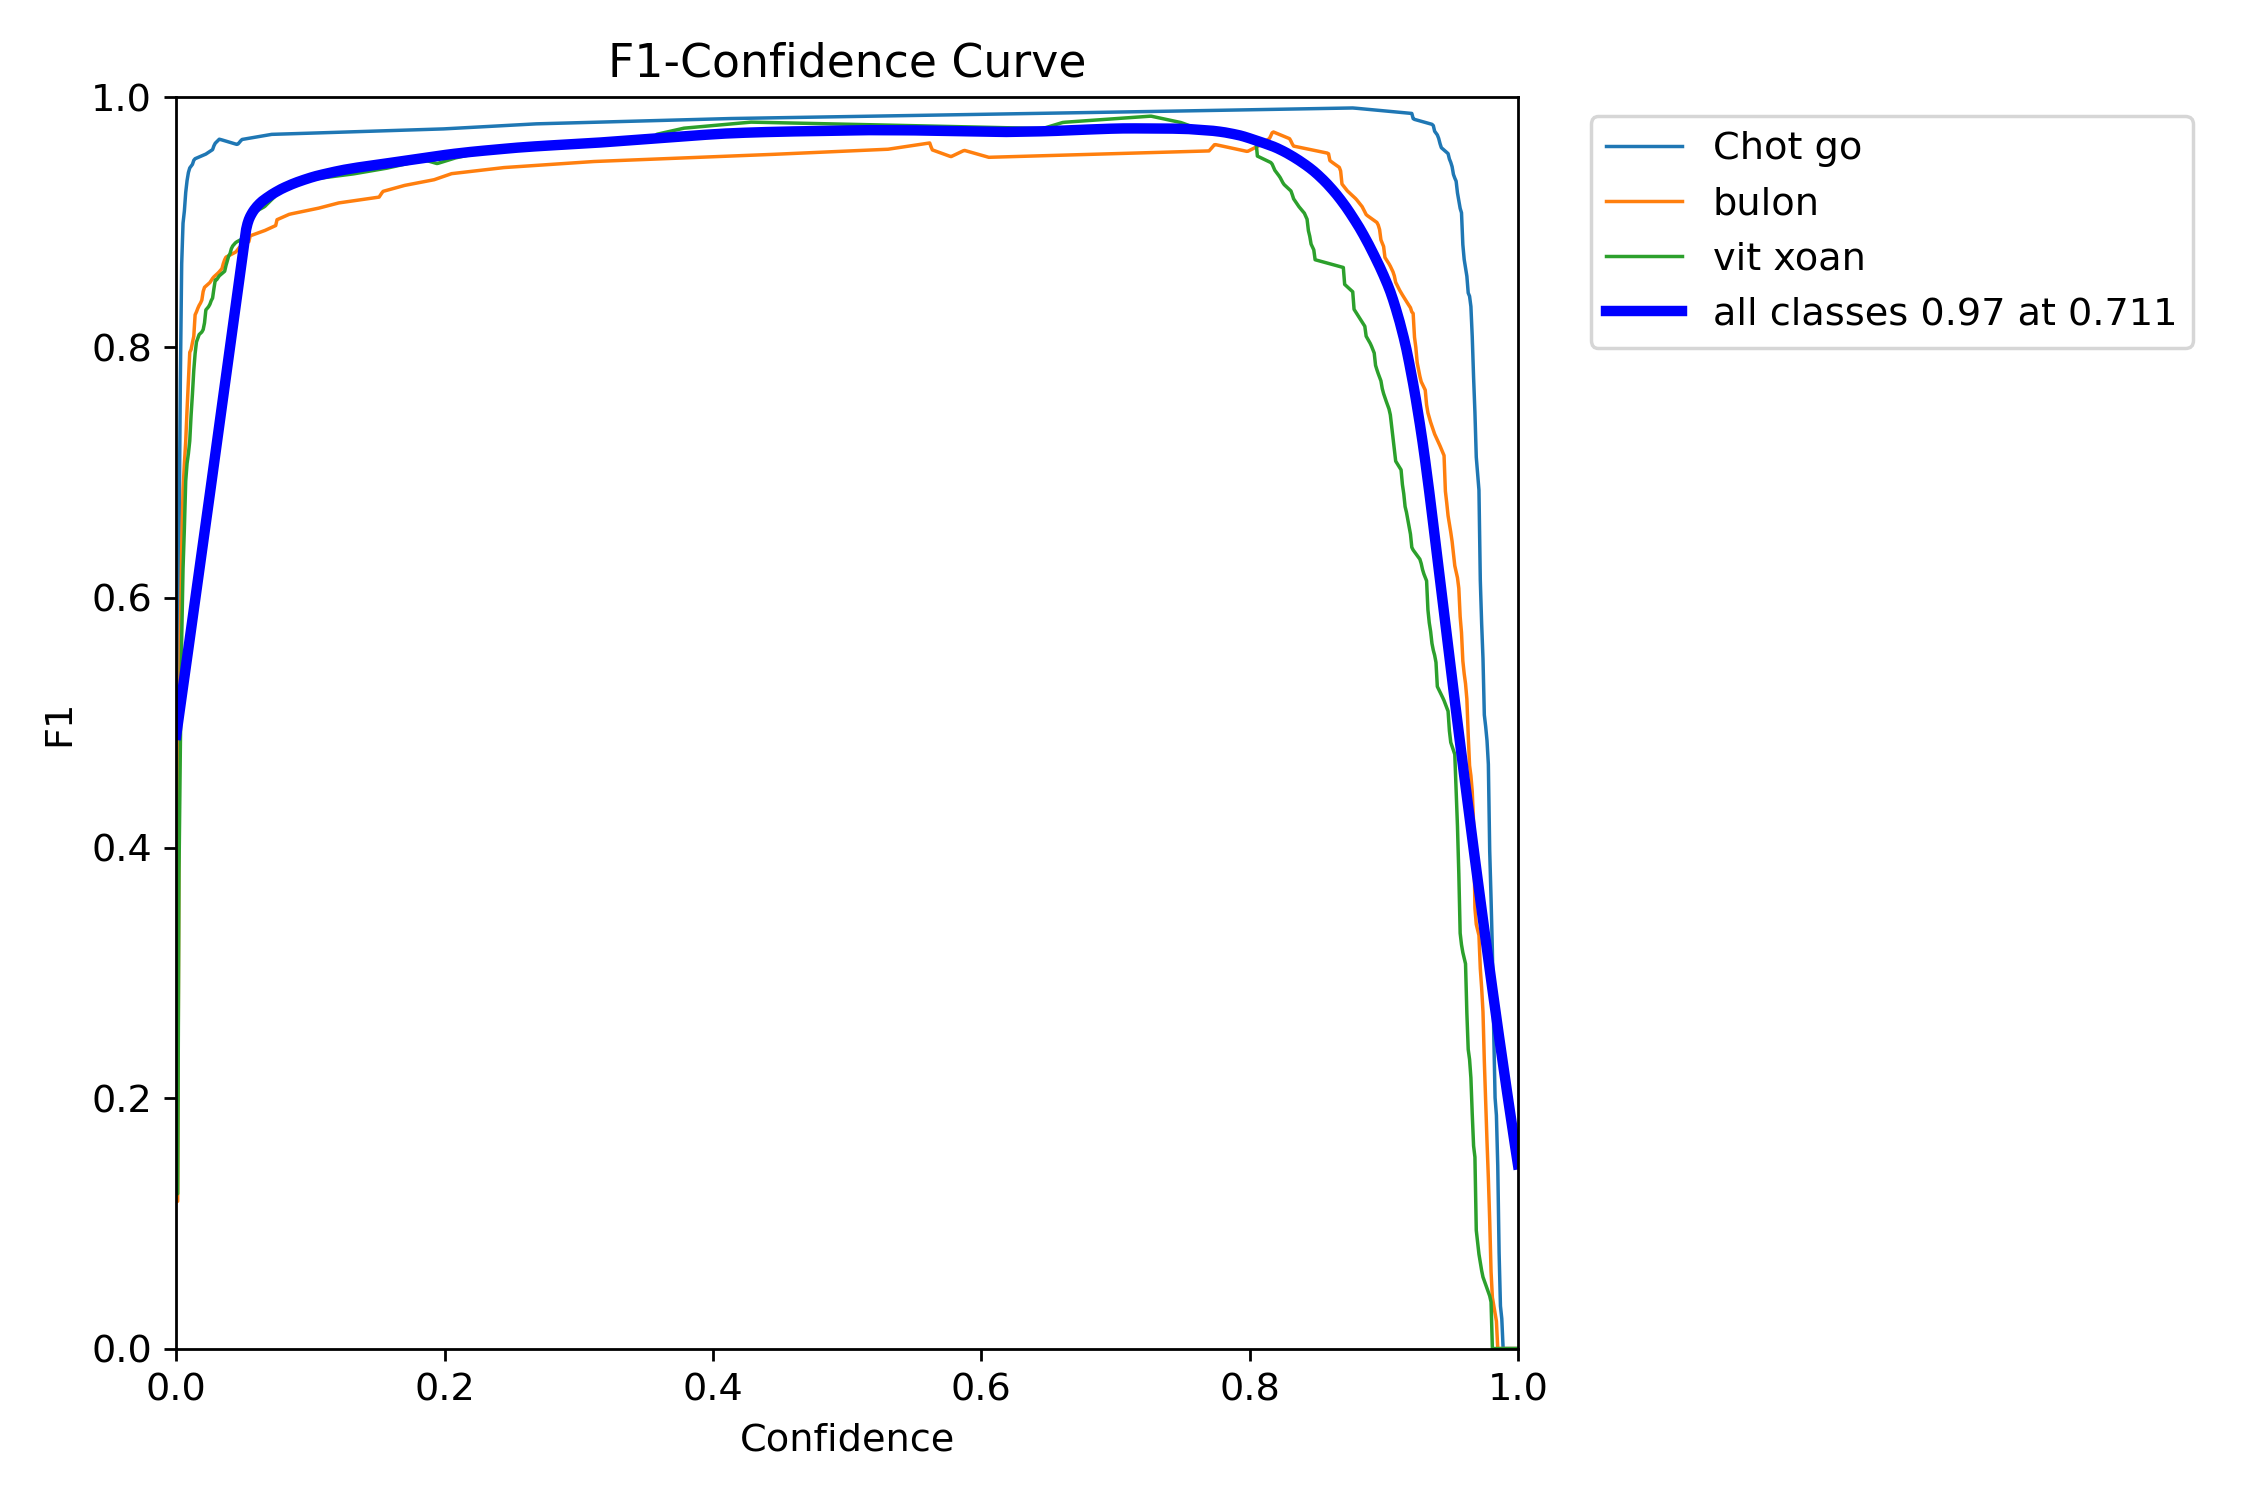 F1-Confidence Curve
1.0
0.8
0.6
0.4
0.2
0.0
F1
0.0 0.2 0.4 0.6 0.8 1.0
Confidence
Chot go
bulon
vit xoan
all classes 0.97 at 0.711